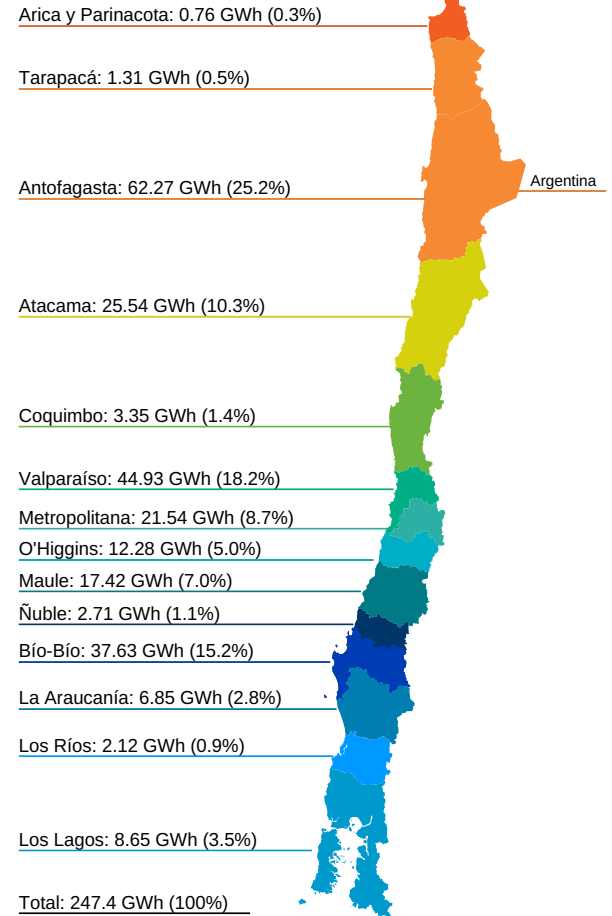 Arica y Parinacota: 0.76 GWh (0.3%)
Tarapacá: 1.31 GWh (0.5%)
Antofagasta: 62.27 GWh (25.2%)
Argentina
Atacama: 25.54 GWh (10.3%)
Coquimbo: 3.35 GWh (1.4%)
Valparaíso: 44.93 GWh (18.2%)
Metropolitana: 21.54 GWh (8.7%)
O'Higgins: 12.28 GWh (5.0%)
Maule: 17.42 GWh (7.0%)
Ñuble: 2.71 GWh (1.1%)
Bío-Bío: 37.63 GWh (15.2%)
La Araucanía: 6.85 GWh (2.8%)
Los Ríos: 2.12 GWh (0.9%)
Los Lagos: 8.65 GWh (3.5%)
Total: 247.4 GWh (100%)